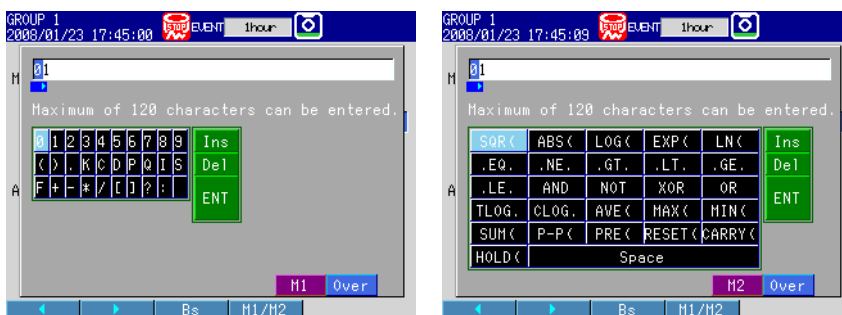 GROUP 1
2008/01/23 17:45:00 STOP EVENT 1hour
M
01
Maximum of 120 characters can be entered.
0 1 2 3 4 5 6 7 8 9 Ins
( ) . K C D P Q I S Del
A
F + - * / [ ] ? : ENT
M1 Over
Bs M1/M2
GROUP 1
2008/01/23 17:45:09 STOP EVENT 1hour
M
01
Maximum of 120 characters can be entered.
SQR( ABS( LOG( EXP( LN( Ins
.EQ. .NE. .GT. .LT. .GE. Del
A
.LE. AND NOT XOR OR ENT
TLOG. CLOG. AVE( MAX( MIN(
SUM( P-P( PRE( RESET( CARRY(
HOLD( Space
M2 Over
Bs M1/M2